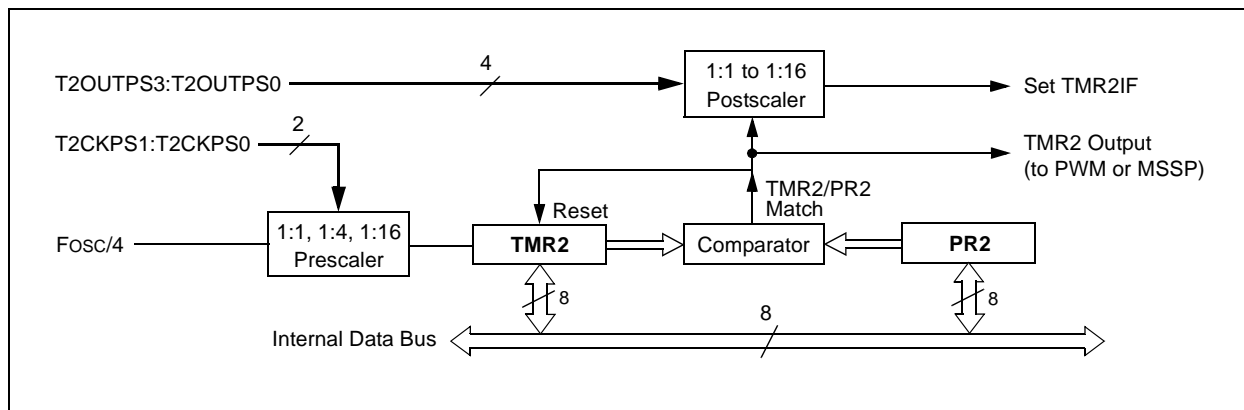 T2OUTPS3:T2OUTPS0
4
1:1 to 1:16
Postscaler
Set TMR2IF
T2CKPS1:T2CKPS0
2
TMR2 Output
(to PWM or MSSP)
TMR2/PR2
Match
Reset
FOSC/4
1:1, 1:4, 1:16
Prescaler
TMR2
Comparator
PR2
8
8
8
Internal Data Bus